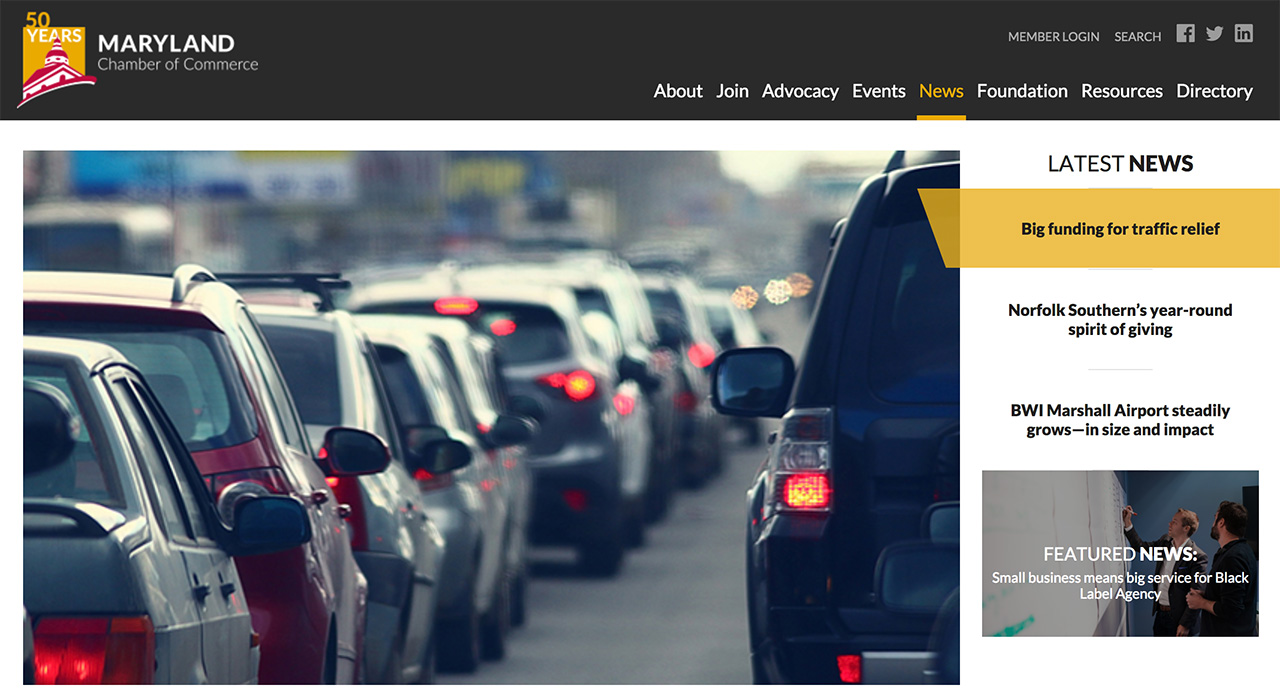 50
YEARS
MARYLAND
Chamber of Commerce
MEMBER LOGIN SEARCH
About Join Advocacy Events News Foundation Resources Directory
LATEST NEWS
Big funding for traffic relief
Norfolk Southern’s year-round
spirit of giving
BWI Marshall Airport steadily
grows—in size and impact
FEATURED NEWS:
Small business means big service for Black
Label Agency